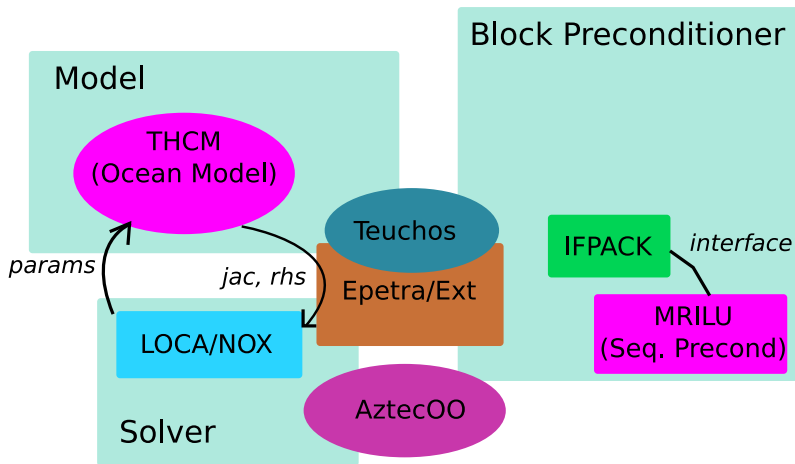 Block Preconditioner
Model
THCM
(Ocean Model)
Teuchos
IFPACK
interface
params
jac, rhs
Epetra/Ext
MRILU
(Seq. Precond)
LOCA/NOX
AztecOO
Solver